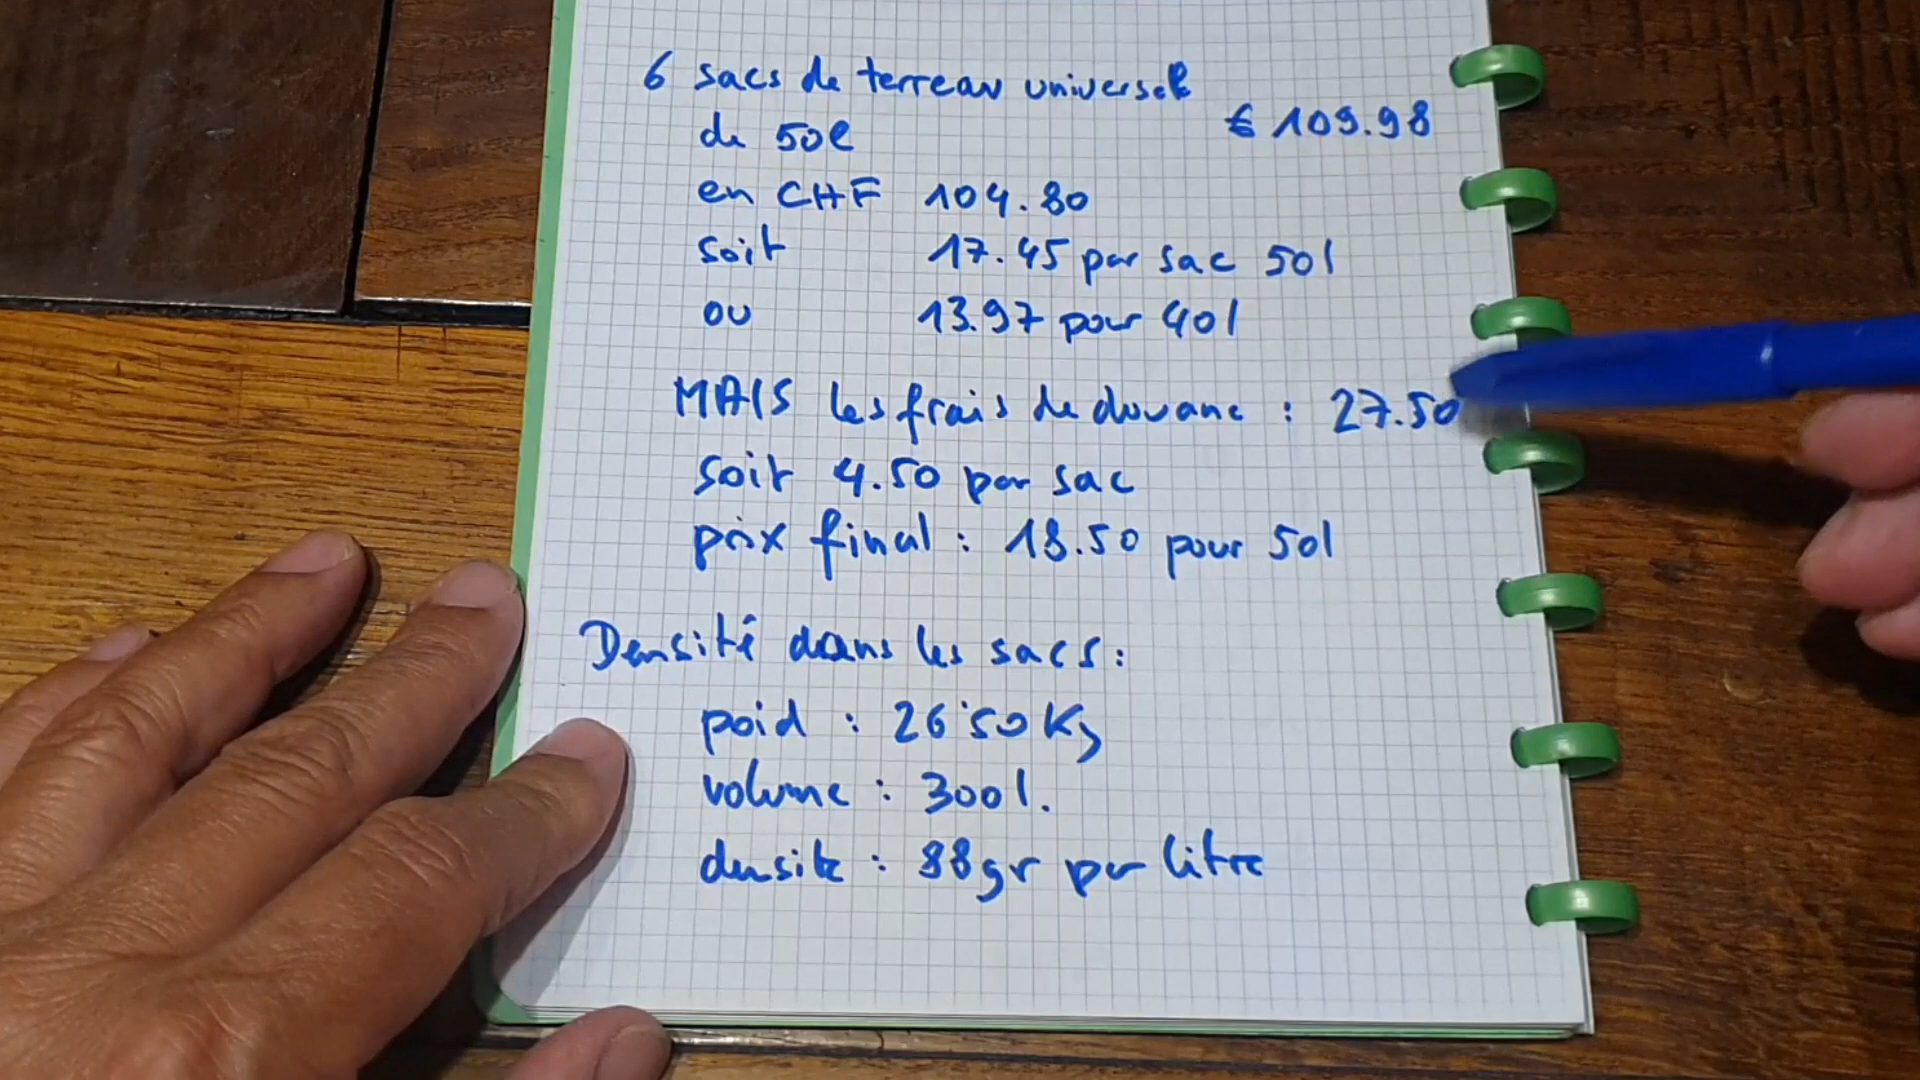 6 sacs de terreau universel
€ 109.98
de 50l
en CHF 104.80
soit 17.45 par sac 50l
ou 13.97 pour 40l
MAIS les frais de douane : 27.50
soit 4.50 par sac
prix final : 18.50 pour 50l
Densité dans les sacs :
poid : 26'50 Kg
volume : 300l.
densite : 88gr par litre